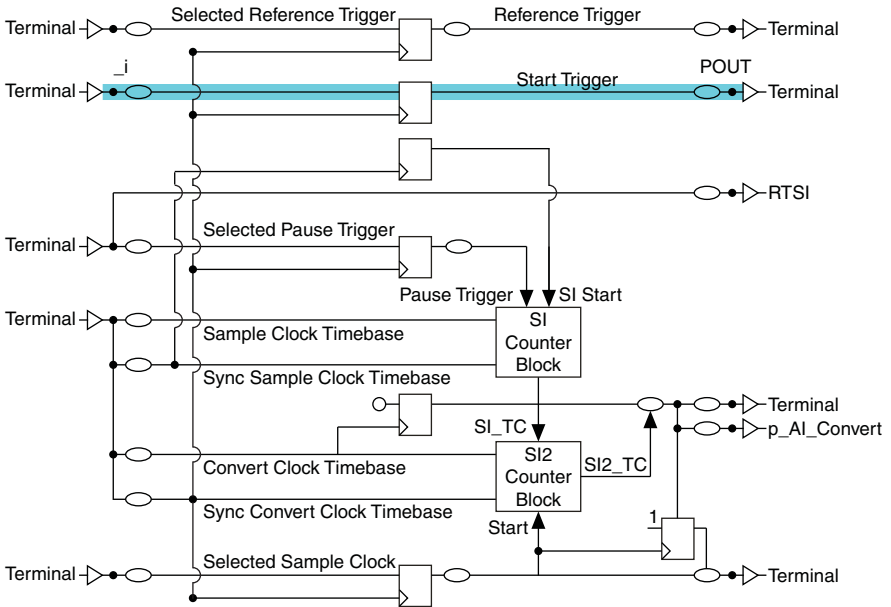 Selected Reference Trigger
Reference Trigger
Terminal
Terminal
_i
POUT
Terminal
Start Trigger
Terminal
RTSI
Selected Pause Trigger
Terminal
Pause Trigger
SI Start
Terminal
Sample Clock Timebase
SI
Counter
Block
Sync Sample Clock Timebase
Terminal
SI_TC
p_AI_Convert
Convert Clock Timebase
SI2
Counter
Block
SI2_TC
Sync Convert Clock Timebase
Start
1
Selected Sample Clock
Terminal
Terminal